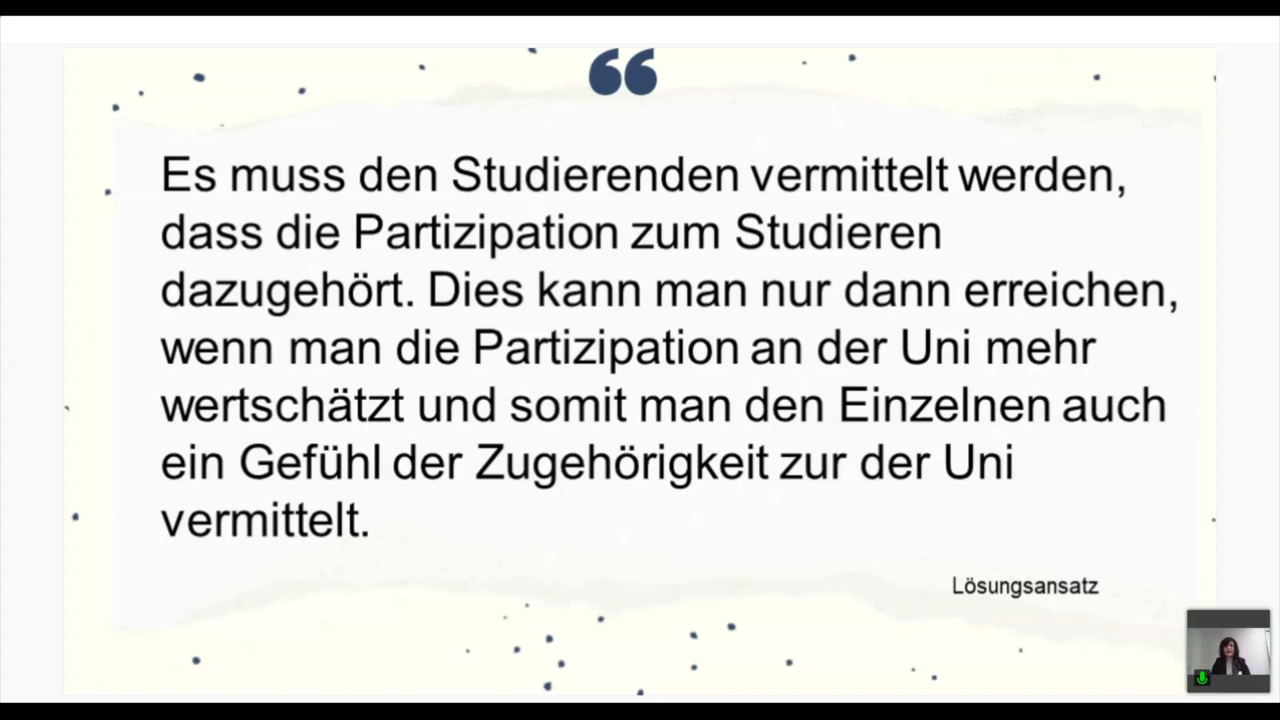 “
Es muss den Studierenden vermittelt werden,
dass die Partizipation zum Studieren
dazugehört. Dies kann man nur dann erreichen,
wenn man die Partizipation an der Uni mehr
wertschätzt und somit man den Einzelnen auch
ein Gefühl der Zugehörigkeit zur der Uni
vermittelt.
Lösungsansatz